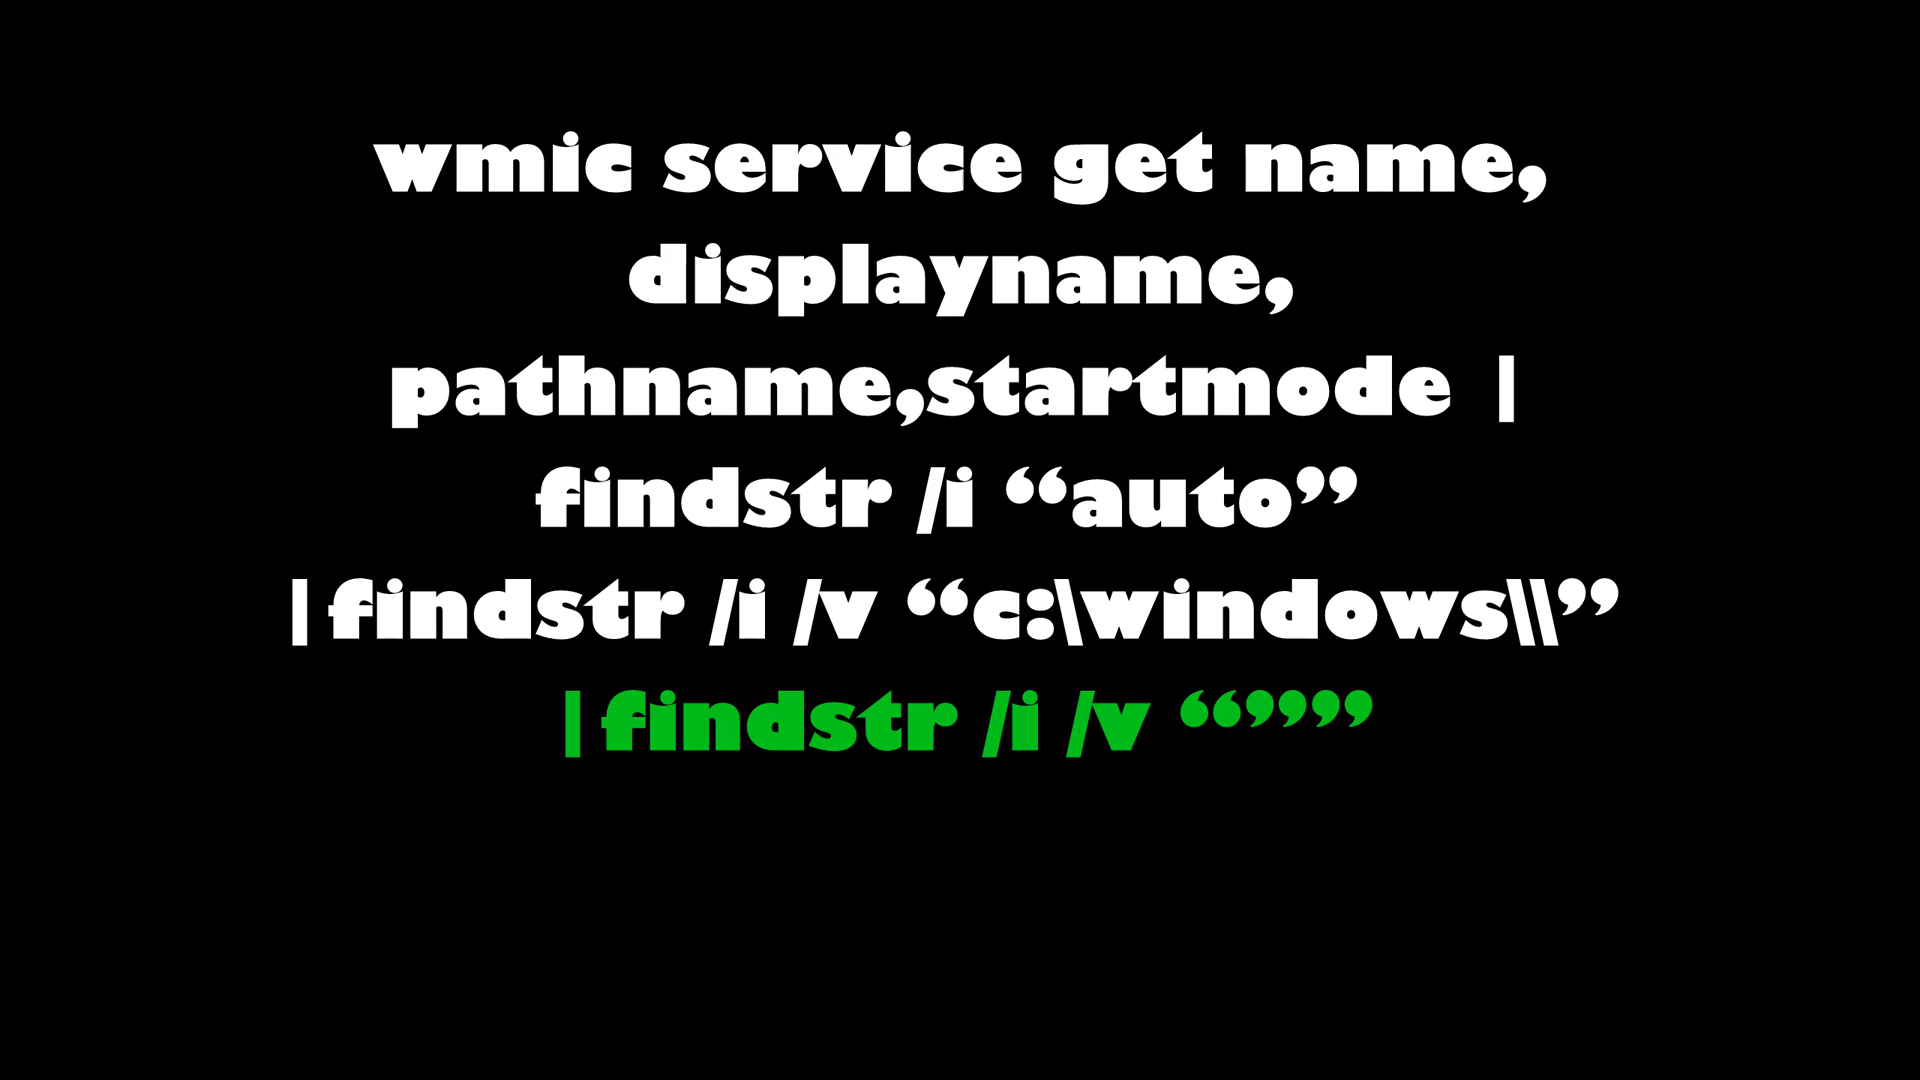 wmic service get name,
displayname,
pathname,startmode |
findstr /i “auto”
|findstr /i /v “c:\windows\\”
|findstr /i /v “””